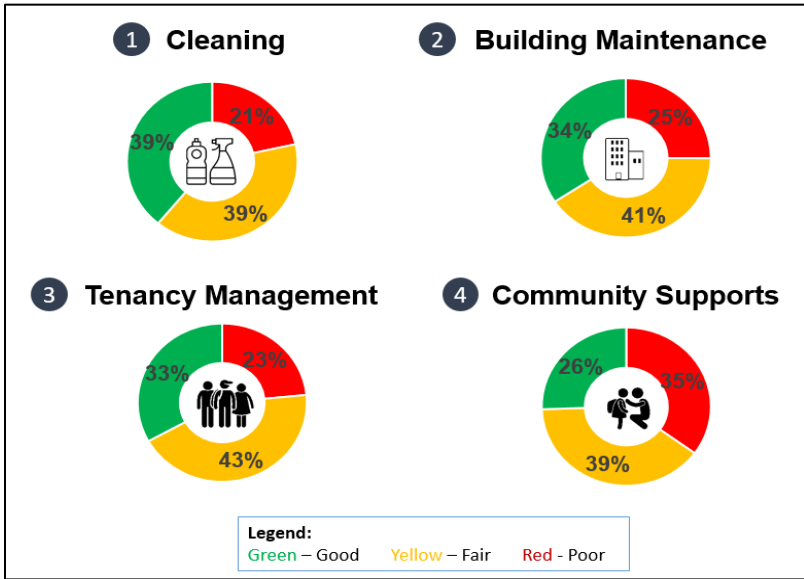 1 Cleaning
2 Building Maintenance
21%
39%
39%
25%
34%
41%
3 Tenancy Management
4 Community Supports
23%
33%
43%
35%
26%
39%
Legend:
Green – Good Yellow – Fair Red - Poor